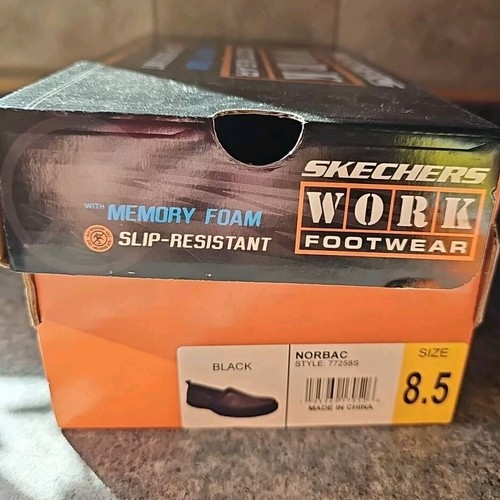 SKECHERS
WORK
FOOTWEAR
WITH MEMORY FOAM
SLIP-RESISTANT
BLACK
NORBAC
STYLE: 77258S
MADE IN CHINA
SIZE
8.5